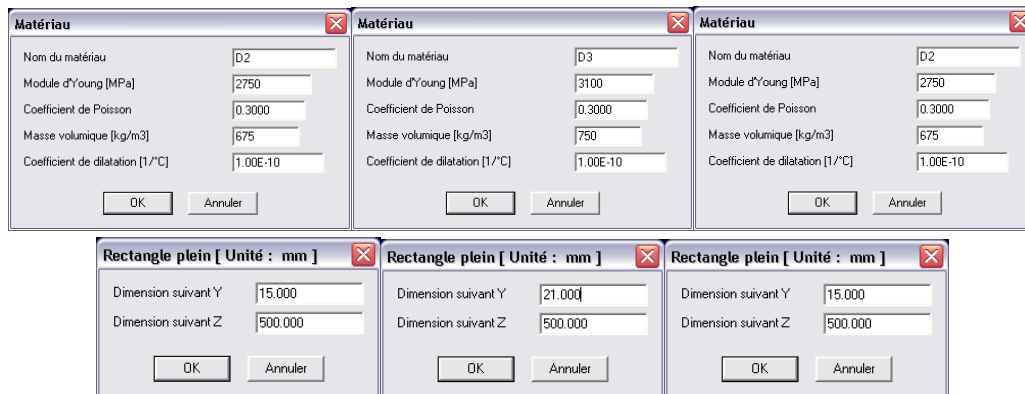 Matériau
Nom du matériau D2
Module d'Young [MPa] 2750
Coefficient de Poisson 0.3000
Masse volumique [kg/m3] 675
Coefficient de dilatation [1/°C] 1.00E-10
OK Annuler
Matériau
Nom du matériau D3
Module d'Young [MPa] 3100
Coefficient de Poisson 0.3000
Masse volumique [kg/m3] 750
Coefficient de dilatation [1/°C] 1.00E-10
OK Annuler
Matériau
Nom du matériau D2
Module d'Young [MPa] 2750
Coefficient de Poisson 0.3000
Masse volumique [kg/m3] 675
Coefficient de dilatation [1/°C] 1.00E-10
OK Annuler
Rectangle plein [ Unité : mm ]
Dimension suivant Y 15.000
Dimension suivant Z 500.000
OK Annuler
Rectangle plein [ Unité : mm ]
Dimension suivant Y 21.000
Dimension suivant Z 500.000
OK Annuler
Rectangle plein [ Unité : mm ]
Dimension suivant Y 15.000
Dimension suivant Z 500.000
OK Annuler